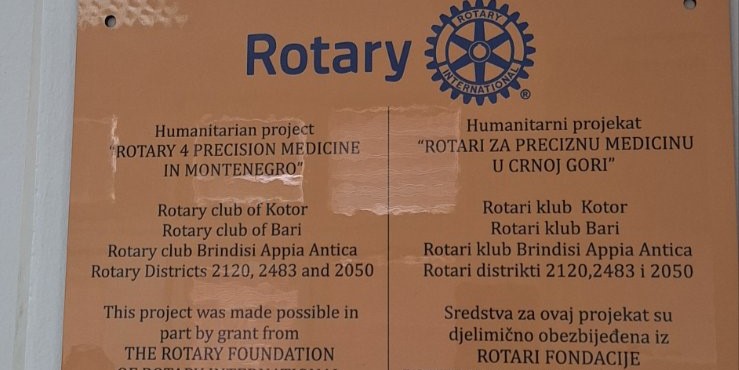 Rotary
ROTARY
INTERNATIONAL
®
Humanitarian project
“ROTARY 4 PRECISION MEDICINE
IN MONTENEGRO”
Rotary club of Kotor
Rotary club of Bari
Rotary club Brindisi Appia Antica
Rotary Districts 2120, 2483 and 2050
This project was made possible in
part by grant from
THE ROTARY FOUNDATION
OF ROTARY INTERNATIONAL
Humanitarni projekat
“ROTARI ZA PRECIZNU MEDICINU
U CRNOJ GORI”
Rotari klub Kotor
Rotari klub Bari
Rotari klub Brindisi Appia Antica
Rotari distrikti 2120,2483 i 2050
Sredstva za ovaj projekat su
djelimično obezbijeđena iz
ROTARI FONDACIJE